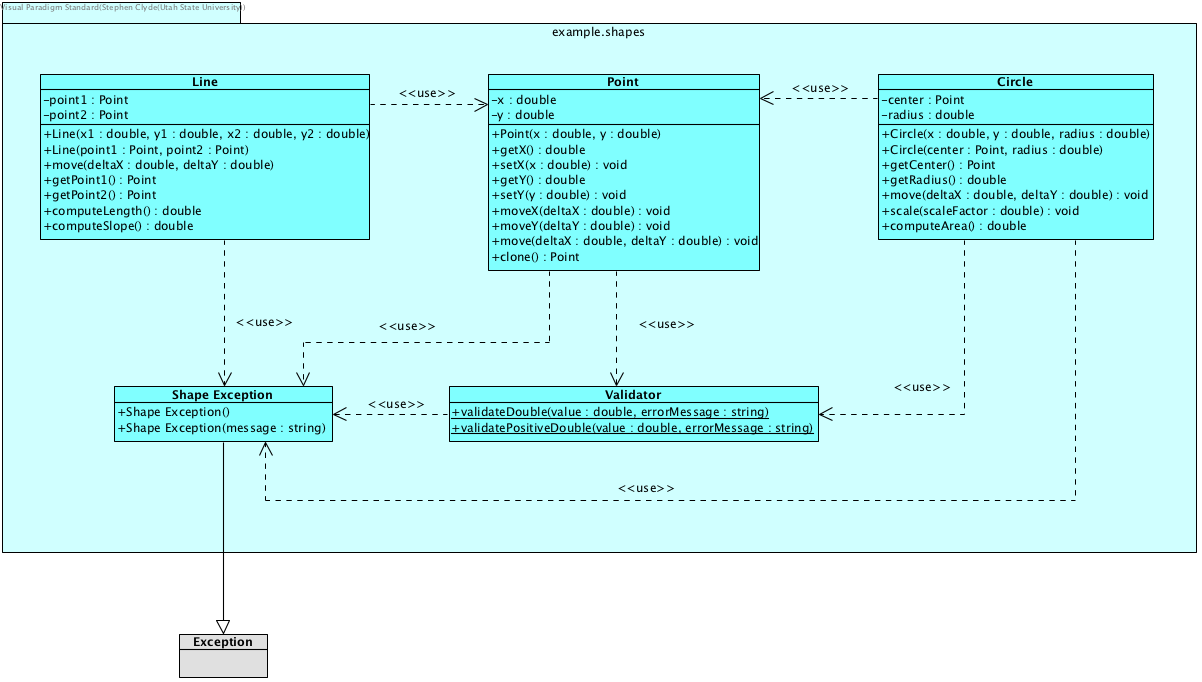 Visual Paradigm Standard(Stephen Clyde(Utah State University))
example.shapes
Line
-point1 : Point
-point2 : Point
+Line(x1 : double, y1 : double, x2 : double, y2 : double)
+Line(point1 : Point, point2 : Point)
+move(deltaX : double, deltaY : double)
+getPoint1() : Point
+getPoint2() : Point
+computeLength() : double
+computeSlope() : double
<<use>>
Point
-x : double
-y : double
+Point(x : double, y : double)
+getX() : double
+setX(x : double) : void
+getY() : double
+setY(y : double) : void
+moveX(deltaX : double) : void
+moveY(deltaY : double) : void
+move(deltaX : double, deltaY : double) : void
+clone() : Point
<<use>>
Circle
-center : Point
-radius : double
+Circle(x : double, y : double, radius : double)
+Circle(center : Point, radius : double)
+getCenter() : Point
+getRadius() : double
+move(deltaX : double, deltaY : double) : void
+scale(scaleFactor : double) : void
+computeArea() : double
<<use>>
<<use>>
<<use>>
<<use>>
Shape Exception
+Shape Exception()
+Shape Exception(message : string)
<<use>>
Validator
+validateDouble(value : double, errorMessage : string)
+validatePositiveDouble(value : double, errorMessage : string)
<<use>>
Exception